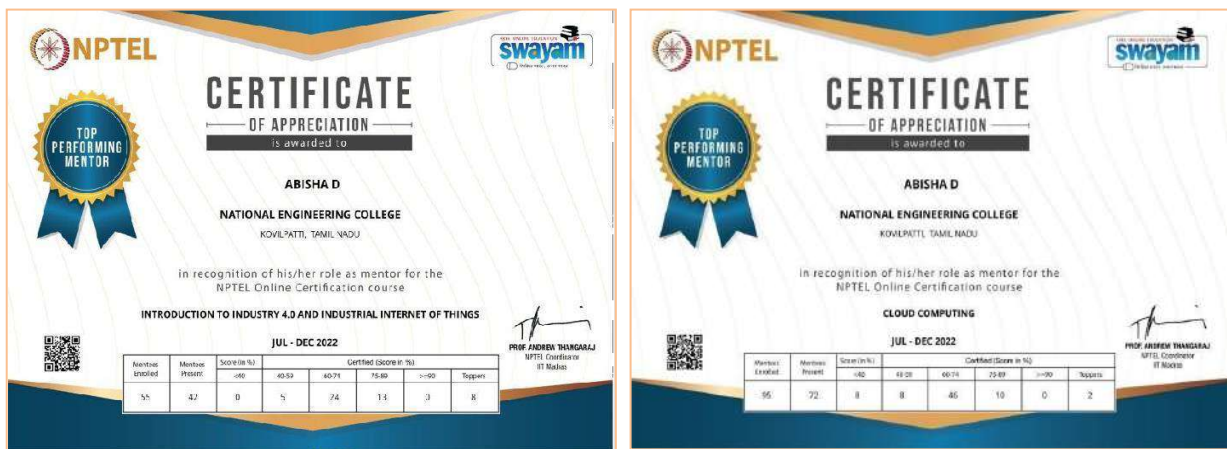 NPTEL
swayam
CERTIFICATE
OF APPRECIATION
is awarded to
TOP
PERFORMING
MENTOR
ABISHA D
NATIONAL ENGINEERING COLLEGE
KOVILPATTI, TAMIL NADU
in recognition of his/her role as mentor for the
NPTEL Online Certification course
INTRODUCTION TO INDUSTRY 4.0 AND INDUSTRIAL INTERNET OF THINGS
JUL - DEC 2022
PROF. ANDREW THANGARAJ
NPTEL Coordinator
IIT Madras
Mentees Enrolled Mentees Present Score (in %) Certified (Score in %)
<40 40-59 60-74 75-89 >=90 Toppers
55 42 0 5 24 13 0 8
NPTEL
swayam
CERTIFICATE
OF APPRECIATION
is awarded to
TOP
PERFORMING
MENTOR
ABISHA D
NATIONAL ENGINEERING COLLEGE
KOVILPATTI, TAMIL NADU
in recognition of his/her role as mentor for the
NPTEL Online Certification course
CLOUD COMPUTING
JUL - DEC 2022
PROF. ANDREW THANGARAJ
NPTEL Coordinator
IIT Madras
Mentees Enrolled Mentees Present Score (in %) Certified (Score in %)
<40 40-59 60-74 75-89 >=90 Toppers
95 72 8 8 46 10 0 2